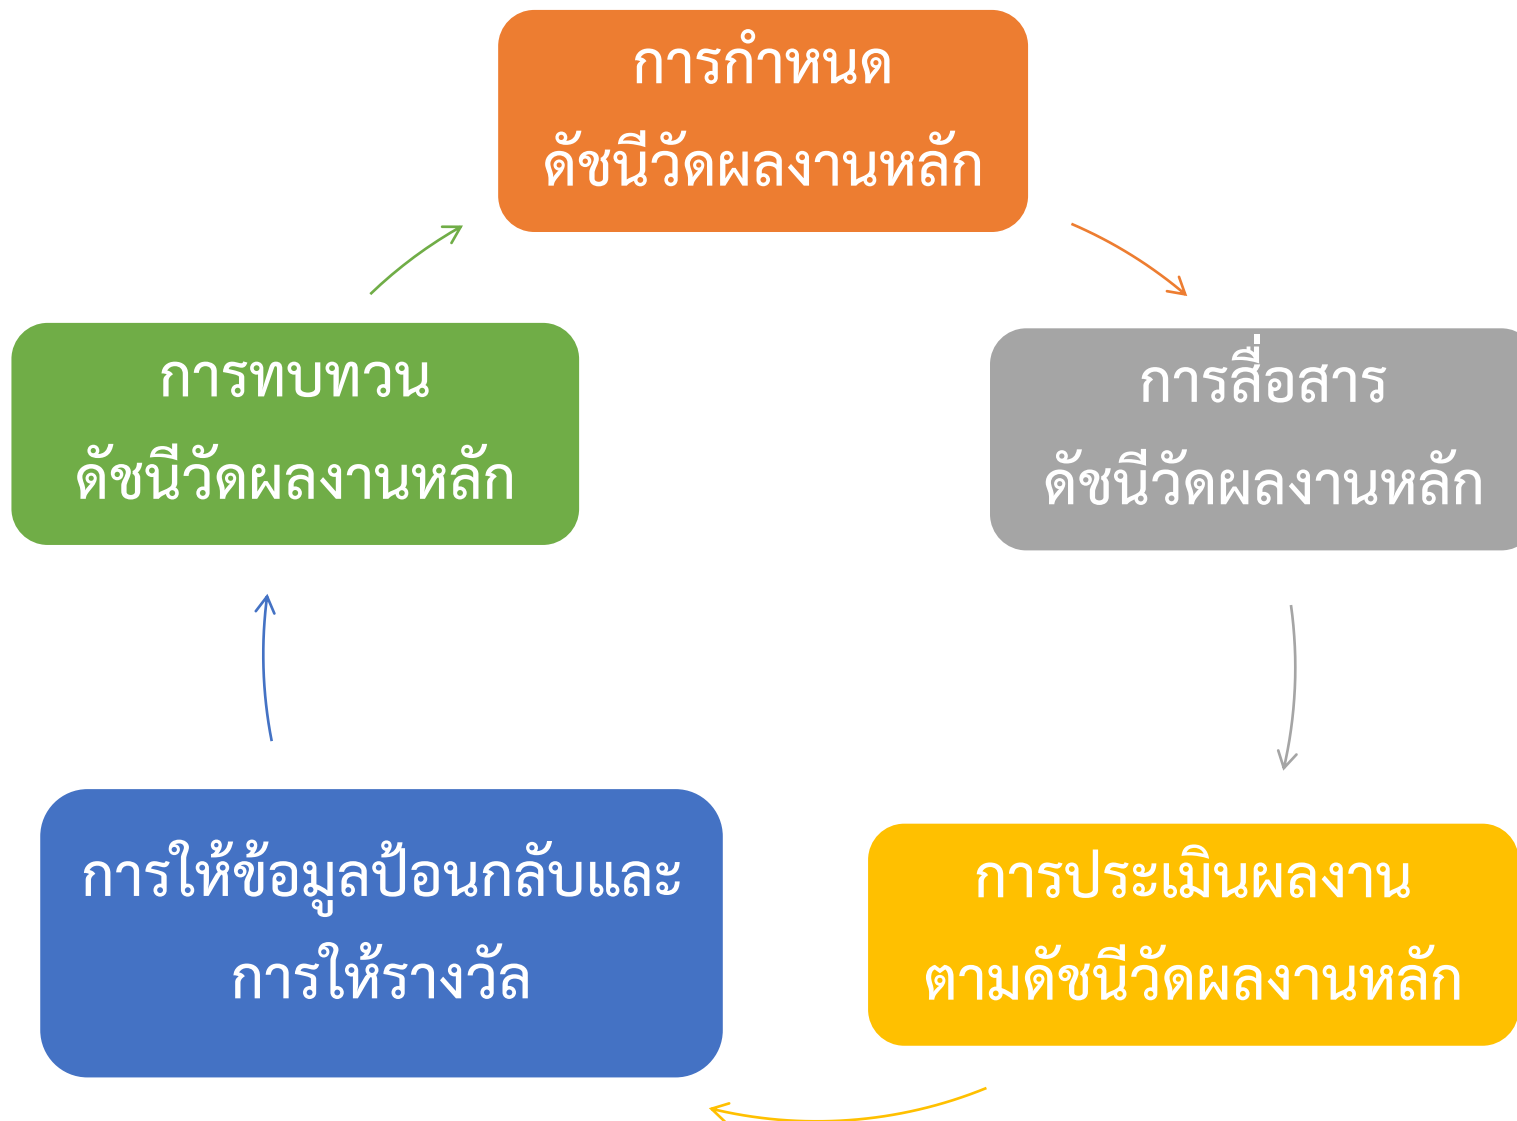 การกำหนด
ดัชนีวัดผลงานหลัก
การสื่อสาร
ดัชนีวัดผลงานหลัก
การประเมินผลงาน
ตามดัชนีวัดผลงานหลัก
การให้ข้อมูลป้อนกลับและ
การให้รางวัล
การทบทวน
ดัชนีวัดผลงานหลัก